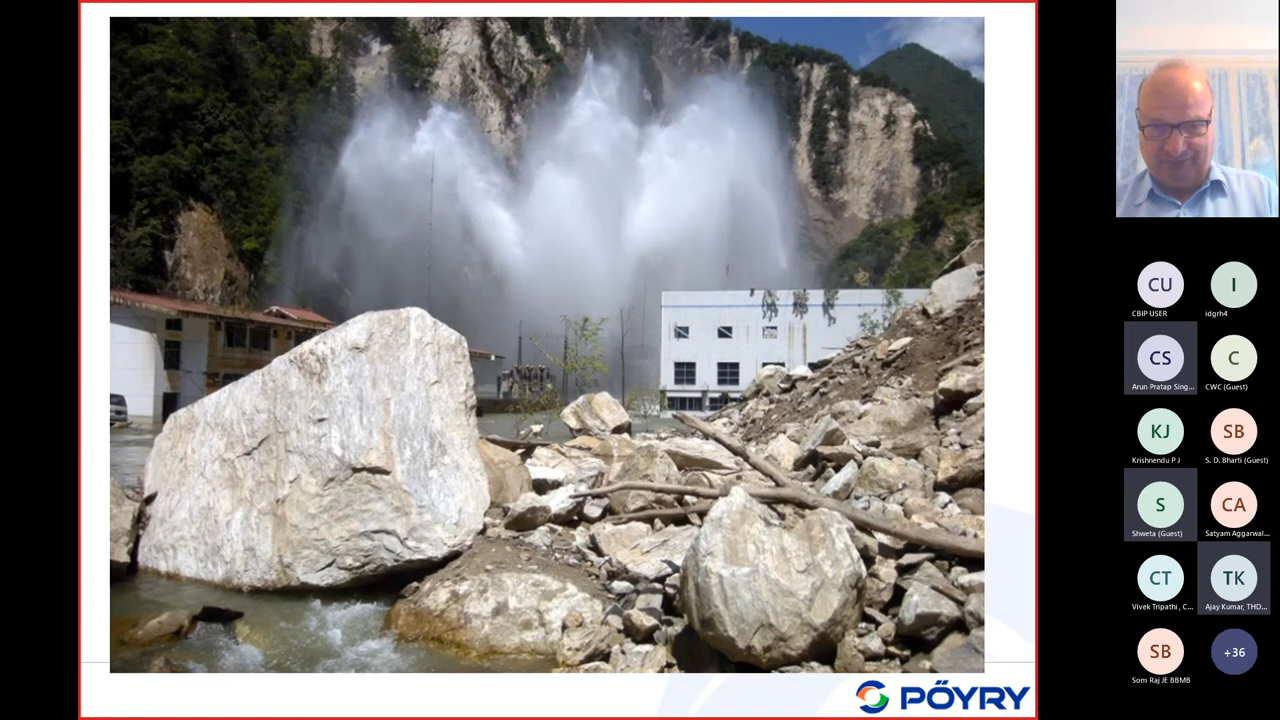 PÖYRY
CU
CBIP USER
I
idgrh4
CS
Arun Pratap Sing...
C
CWC (Guest)
KJ
Krishnendu P J
SB
S. D. Bharti (Guest)
S
Shweta (Guest)
CA
Satyam Aggarwal...
CT
Vivek Tripathi , C...
TK
Ajay Kumar, THD...
SB
Som Raj JE BBMB
+36